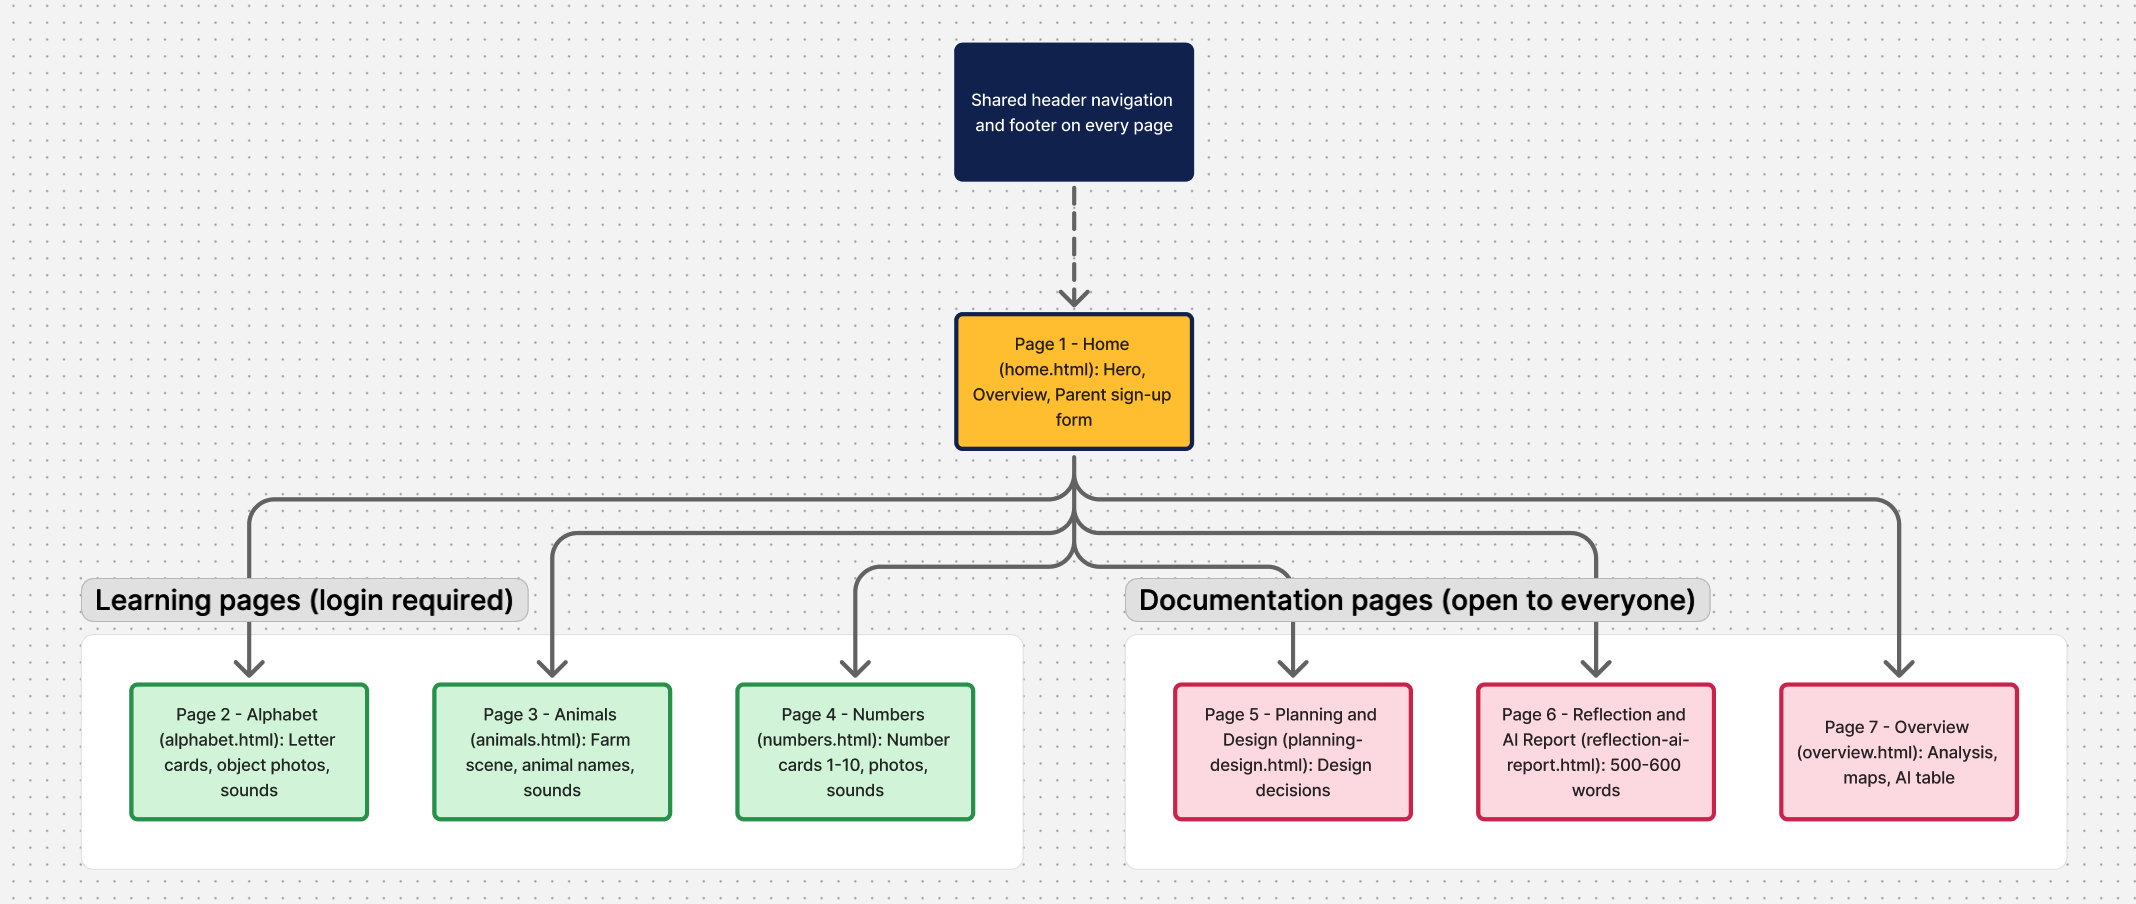 Shared header navigation
and footer on every page
Page 1 - Home
(home.html): Hero,
Overview, Parent sign-up
form
Learning pages (login required)
Documentation pages (open to everyone)
Page 2 - Alphabet
(alphabet.html): Letter
cards, object photos,
sounds
Page 3 - Animals
(animals.html): Farm
scene, animal names,
sounds
Page 4 - Numbers
(numbers.html): Number
cards 1-10, photos,
sounds
Page 5 - Planning and
Design (planning-
design.html): Design
decisions
Page 6 - Reflection and
AI Report (reflection-ai-
report.html): 500-600
words
Page 7 - Overview
(overview.html): Analysis,
maps, AI table